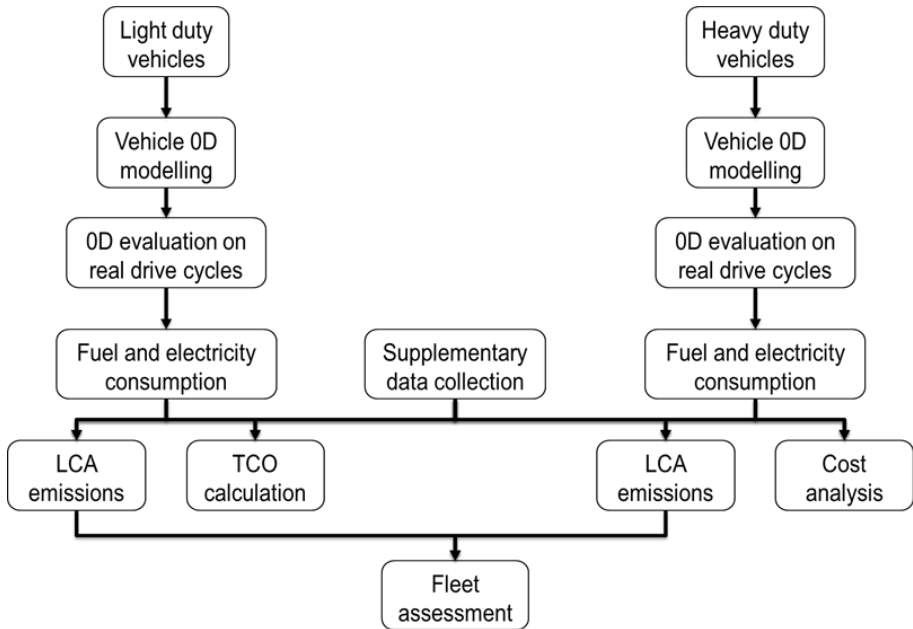 Light duty
vehicles
Heavy duty
vehicles
Vehicle 0D
modelling
Vehicle 0D
modelling
0D evaluation on
real drive cycles
0D evaluation on
real drive cycles
Fuel and electricity
consumption
Supplementary
data collection
Fuel and electricity
consumption
LCA
emissions
TCO
calculation
LCA
emissions
Cost
analysis
Fleet
assessment